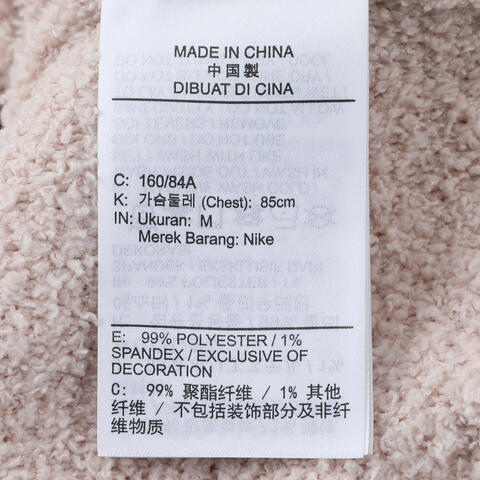 MADE IN CHINA
中国製
DIBUAT DI CINA
C: 160/84A
K: 가슴둘레 (Chest): 85cm
IN: Ukuran: M
Merek Barang: Nike
E: 99% POLYESTER / 1%
SPANDEX / EXCLUSIVE OF
DECORATION
C: 99% 聚酯纤维 / 1% 其他
纤维 / 不包括装饰部分及非纤
维物质